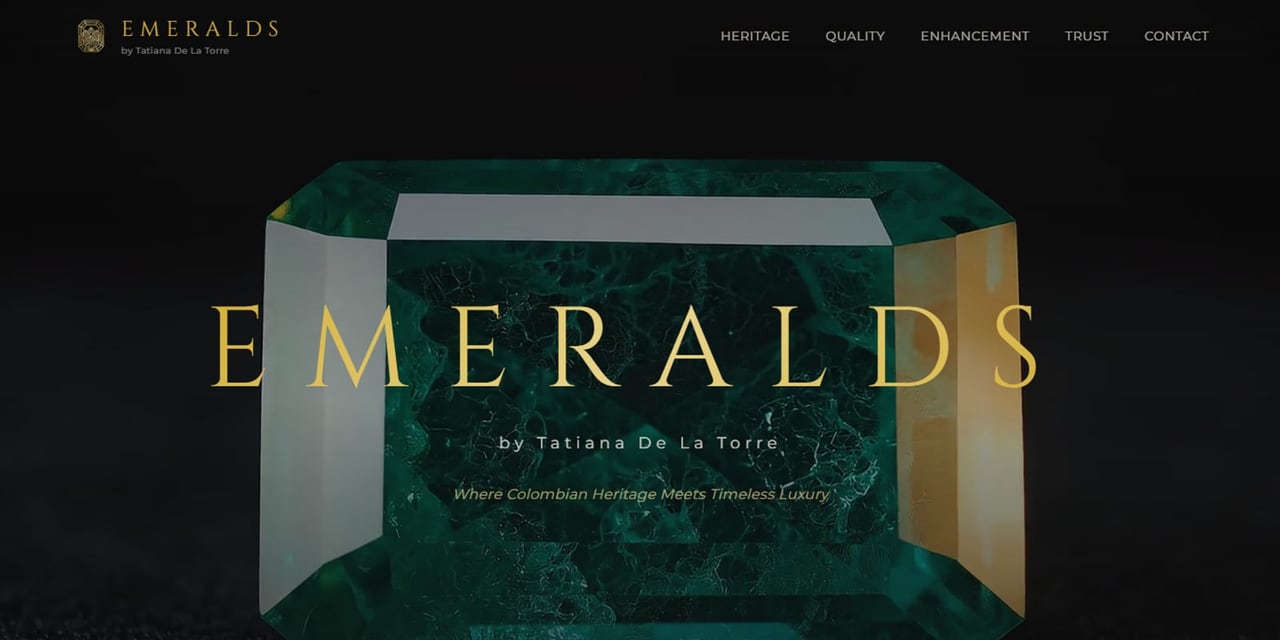 EMERALDS
by Tatiana De La Torre
HERITAGE QUALITY ENHANCEMENT TRUST CONTACT
EMERALDS
by Tatiana De La Torre
Where Colombian Heritage Meets Timeless Luxury